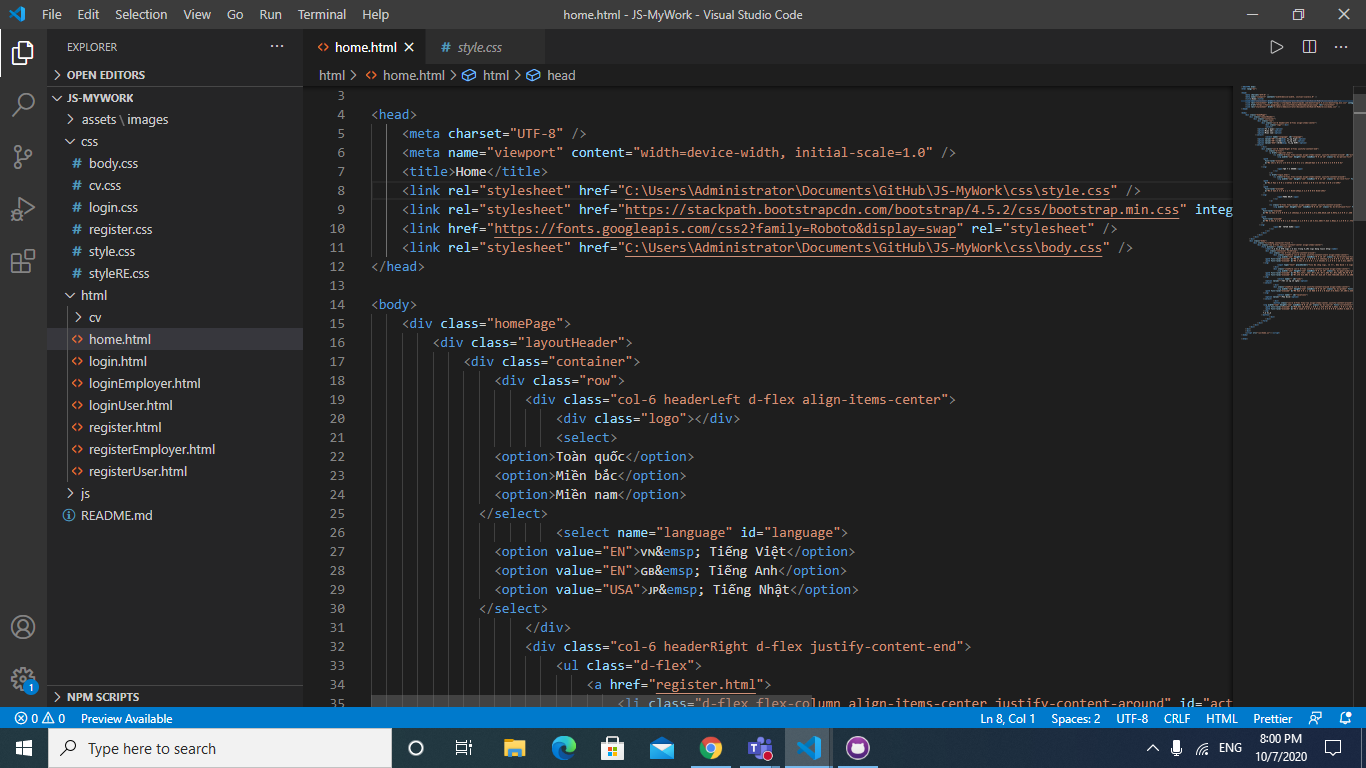 File Edit Selection View Go Run Terminal Help
home.html - JS-MyWork - Visual Studio Code
EXPLORER
OPEN EDITORS
JS-MYWORK
assets \ images
css
# body.css
# cv.css
# login.css
# register.css
# style.css
# styleRE.css
html
cv
<> home.html
<> login.html
<> loginEmployer.html
<> loginUser.html
<> register.html
<> registerEmployer.html
<> registerUser.html
js
README.md
NPM SCRIPTS
<> home.html
# style.css
html > <> home.html > html > head
3
4 <head>
5 <meta charset="UTF-8" />
6 <meta name="viewport" content="width=device-width, initial-scale=1.0" />
7 <title>Home</title>
8 <link rel="stylesheet" href="C:\Users\Administrator\Documents\GitHub\JS-MyWork\css\style.css" />
9 <link rel="stylesheet" href="https://stackpath.bootstrapcdn.com/bootstrap/4.5.2/css/bootstrap.min.css" integ
10 <link href="https://fonts.googleapis.com/css2?family=Roboto&display=swap" rel="stylesheet" />
11 <link rel="stylesheet" href="C:\Users\Administrator\Documents\GitHub\JS-MyWork\css\body.css" />
12 </head>
13
14 <body>
15 <div class="homePage">
16 <div class="layoutHeader">
17 <div class="container">
18 <div class="row">
19 <div class="col-6 headerLeft d-flex align-items-center">
20 <div class="logo"></div>
21 <select>
22 <option>Toàn quốc</option>
23 <option>Miền bắc</option>
24 <option>Miền nam</option>
25 </select>
26 <select name="language" id="language">
27 <option value="EN">🇻🇳&emsp; Tiếng Việt</option>
28 <option value="EN">🇬🇧&emsp; Tiếng Anh</option>
29 <option value="USA">🇯🇵&emsp; Tiếng Nhật</option>
30 </select>
31 </div>
32 <div class="col-6 headerRight d-flex justify-content-end">
33 <ul class="d-flex">
34 <a href="register.html">
35 <li class="d-flex flex-column align-items-center justify-content-around" id="act
0 0 Preview Available
Ln 8, Col 1 Spaces: 2 UTF-8 CRLF HTML Prettier
1
Type here to search
ENG
8:00 PM
10/7/2020